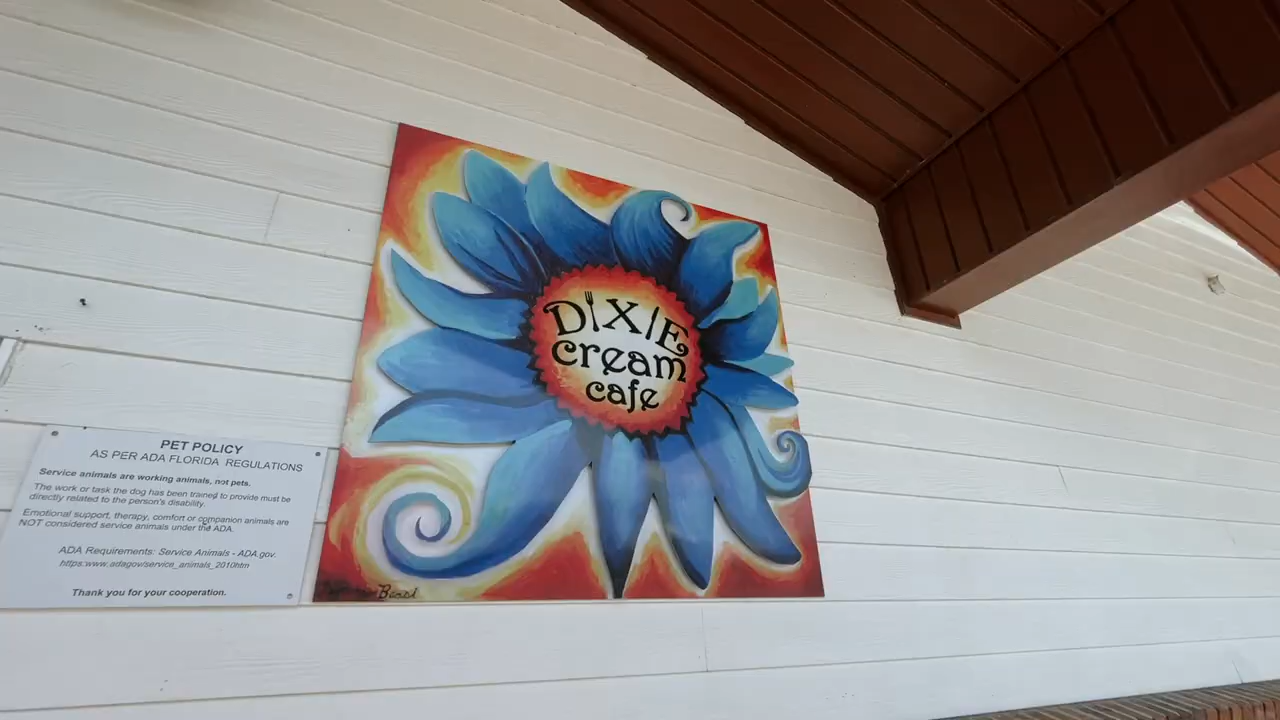 DIXIE
cream
cafe
PET POLICY
AS PER ADA FLORIDA REGULATIONS
Service animals are working animals, not pets.
The work or task the dog has been trained to provide must be
directly related to the person's disability.
Emotional support, therapy, comfort or companion animals are
NOT considered service animals under the ADA.
ADA Requirements: Service Animals - ADA.gov.
https:www.adagov/service_animals_2010htm
Thank you for your cooperation.